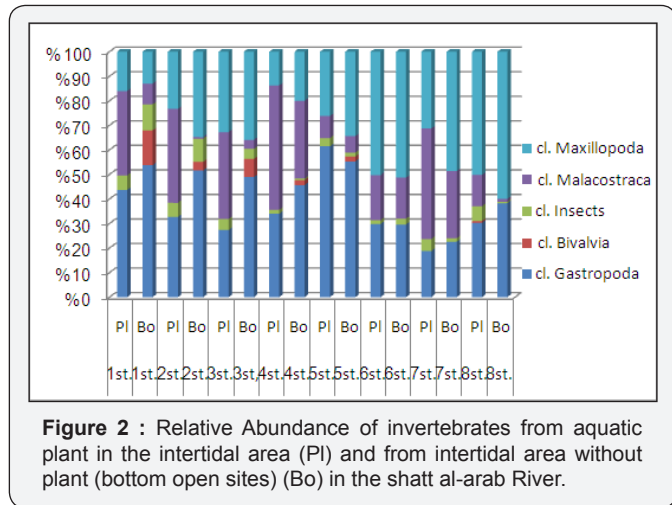 % 100
%90
%80
%70
%60
%50
%40
%30
%20
%10
%0
cl. Maxillopoda
cl. Malacostraca
cl. Insects
cl. Bivalvia
cl. Gastropoda
Pl Bo Pl Bo Pl Bo Pl Bo Pl Bo Pl Bo Pl Bo Pl Bo
1st. 1st. 2st. 2st. 3st. 3st, 4st. 4st. 5st. 5st. 6st. 6st. 7st. 7st. 8st. 8st.
Figure 2 : Relative Abundance of invertebrates from aquatic
plant in the intertidal area (Pl) and from intertidal area without
plant (bottom open sites) (Bo) in the shatt al-arab River.